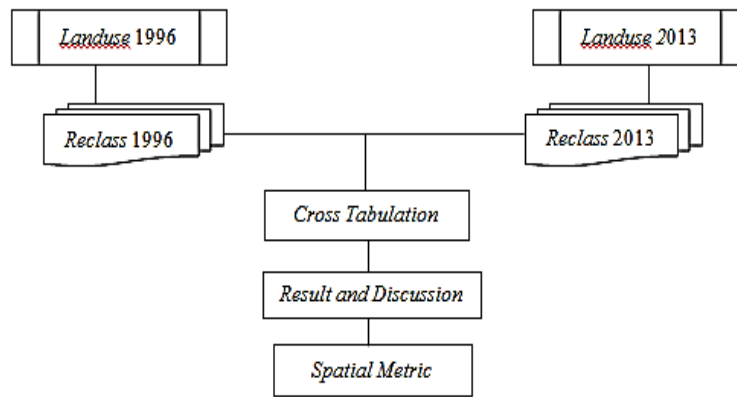 Landuse 1996
Landuse 2013
Reclass 1996
Reclass 2013
Cross Tabulation
Result and Discussion
Spatial Metric